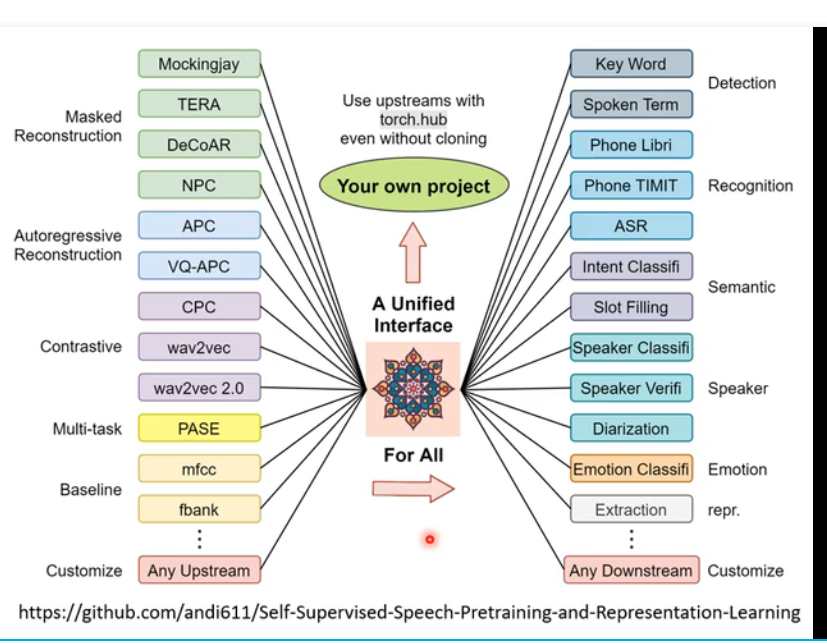 Masked
Reconstruction
Mockingjay
TERA
DeCoAR
NPC
Autoregressive
Reconstruction
APC
VQ-APC
Contrastive
CPC
wav2vec
wav2vec 2.0
Multi-task
PASE
Baseline
mfcc
fbank
Customize
Any Upstream
Use upstreams with
torch.hub
even without cloning
Your own project
A Unified
Interface
For All
Key Word
Spoken Term
Detection
Phone Libri
Phone TIMIT
ASR
Recognition
Intent Classifi
Slot Filling
Semantic
Speaker Classifi
Speaker Verifi
Diarization
Speaker
Emotion Classifi
Emotion
Extraction
repr.
Any Downstream
Customize
https://github.com/andi611/Self-Supervised-Speech-Pretraining-and-Representation-Learning